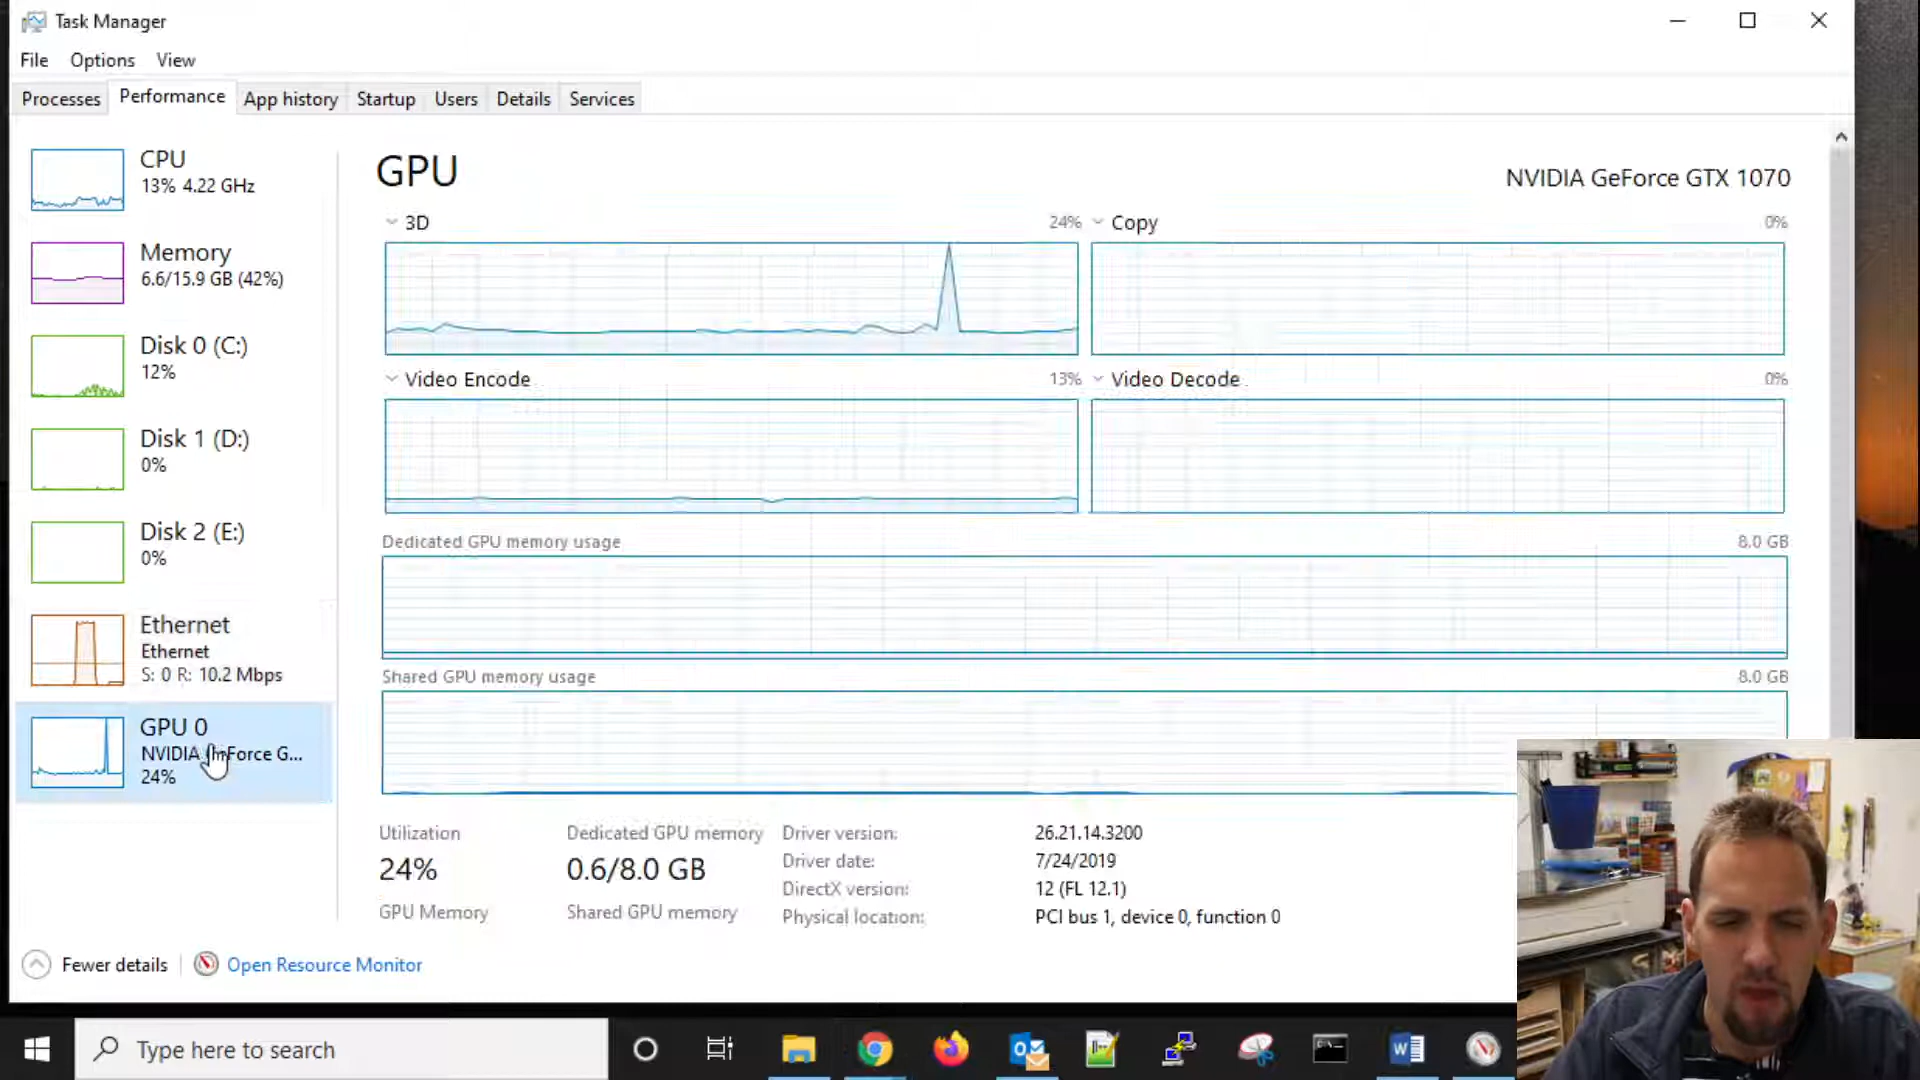 Task Manager
File Options View
Processes Performance App history Startup Users Details Services
CPU
13% 4.22 GHz
Memory
6.6/15.9 GB (42%)
Disk 0 (C:)
12%
Disk 1 (D:)
0%
Disk 2 (E:)
0%
Ethernet
Ethernet
S: 0 R: 10.2 Mbps
GPU 0
NVIDIA
24%
GPU
NVIDIA GeForce GTX 1070
3D 24%
Copy 0%
Video Encode 13%
Video Decode 0%
Dedicated GPU memory usage 8.0 GB
Shared GPU memory usage 8.0 GB
Utilization
24%
Dedicated GPU memory
0.6/8.0 GB
GPU Memory
Shared GPU memory
Driver version: 26.21.14.3200
Driver date: 7/24/2019
DirectX version: 12 (FL 12.1)
Physical location: PCI bus 1, device 0, function 0
Fewer details
Open Resource Monitor
Type here to search